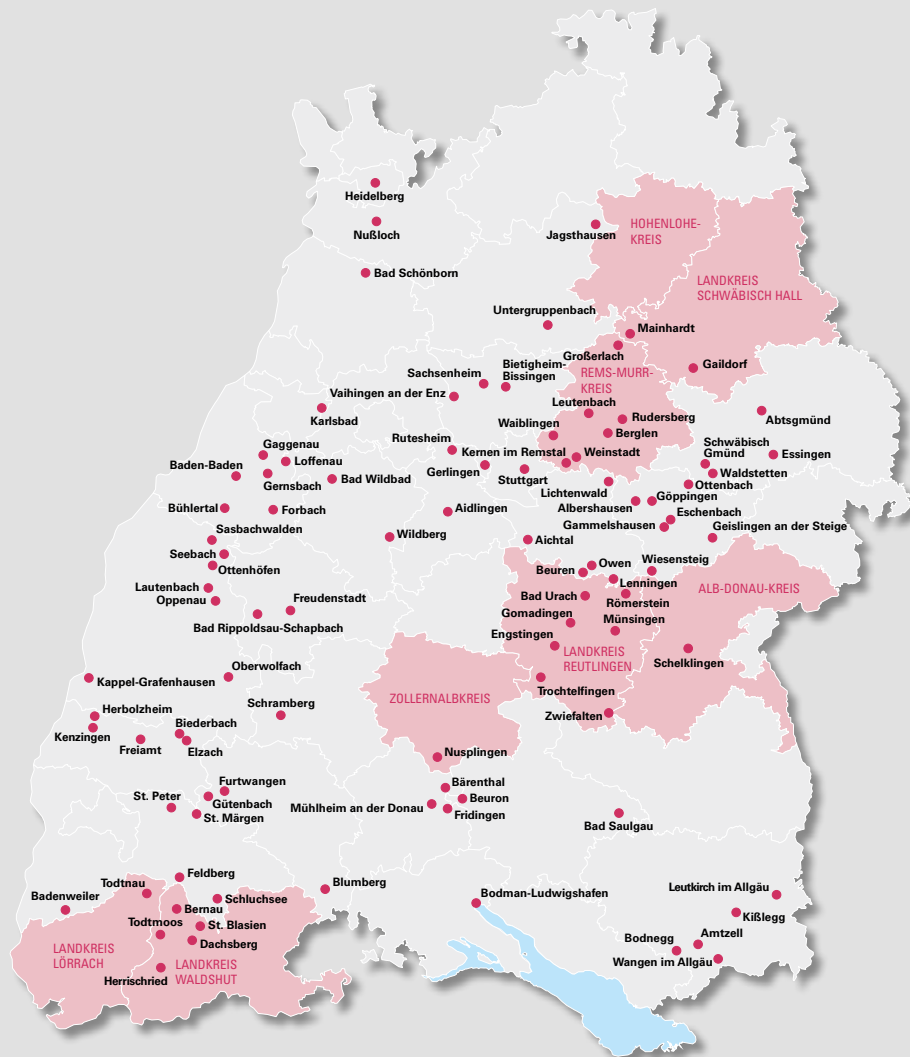 Heidelberg
Nußloch
Jagsthausen
HOHENLOHE-
KREIS
Bad Schönborn
LANDKREIS
SCHWÄBISCH HALL
Untergruppenbach
Mainhardt
Großerlach
Bietigheim-
Bissingen
REMS-MURR-
KREIS
Gaildorf
Sachsenheim
Vaihingen an der Enz
Karlsbad
Leutenbach
Rudersberg
Abtsgmünd
Waiblingen
Berglen
Rutesheim
Gaggenau
Schwäbisch
Gmünd
Essingen
Loffenau
Kernen im Remstal
Weinstadt
Baden-Baden
Gernsbach
Bad Wildbad
Gerlingen
Stuttgart
Waldstetten
Ottenbach
Lichtenwald
Göppingen
Albershausen
Bühlertal
Forbach
Aidlingen
Eschenbach
Gammelshausen
Geislingen an der Steige
Sasbachwalden
Wildberg
Aichtal
Seebach
Ottenhöfen
Owen
Wiesensteig
Beuren
Lenningen
ALB-DONAU-KREIS
Lautenbach
Oppenau
Freudenstadt
Bad Urach
Römerstein
Gomadingen
Münsingen
Bad Rippoldsau-Schapbach
Engstingen
LANDKREIS
REUTLINGEN
Schelklingen
Oberwolfach
Kappel-Grafenhausen
Trochtelfingen
ZOLLERNALBKREIS
Schramberg
Herbolzheim
Zwiefalten
Kenzingen
Biederbach
Freiamt
Elzach
Nusplingen
Furtwangen
Bärenthal
St. Peter
Gütenbach
Beuron
Mühlheim an der Donau
Fridingen
St. Märgen
Bad Saulgau
Feldberg
Todtnau
Blumberg
Leutkirch im Allgäu
Badenweiler
Schluchsee
Bodman-Ludwigshafen
Bernau
Kißlegg
Todtmoos
St. Blasien
Amtzell
Dachsberg
Bodnegg
LANDKREIS
LÖRRACH
Wangen im Allgäu
LANDKREIS
WALDSHUT
Herrischried